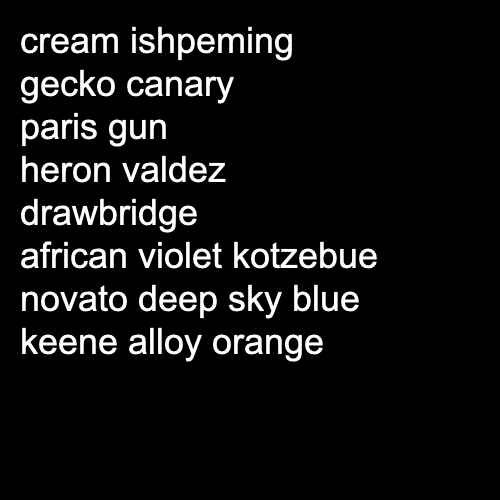 cream ishpeming
gecko canary
paris gun
heron valdez
drawbridge
african violet kotzebue
novato deep sky blue
keene alloy orange